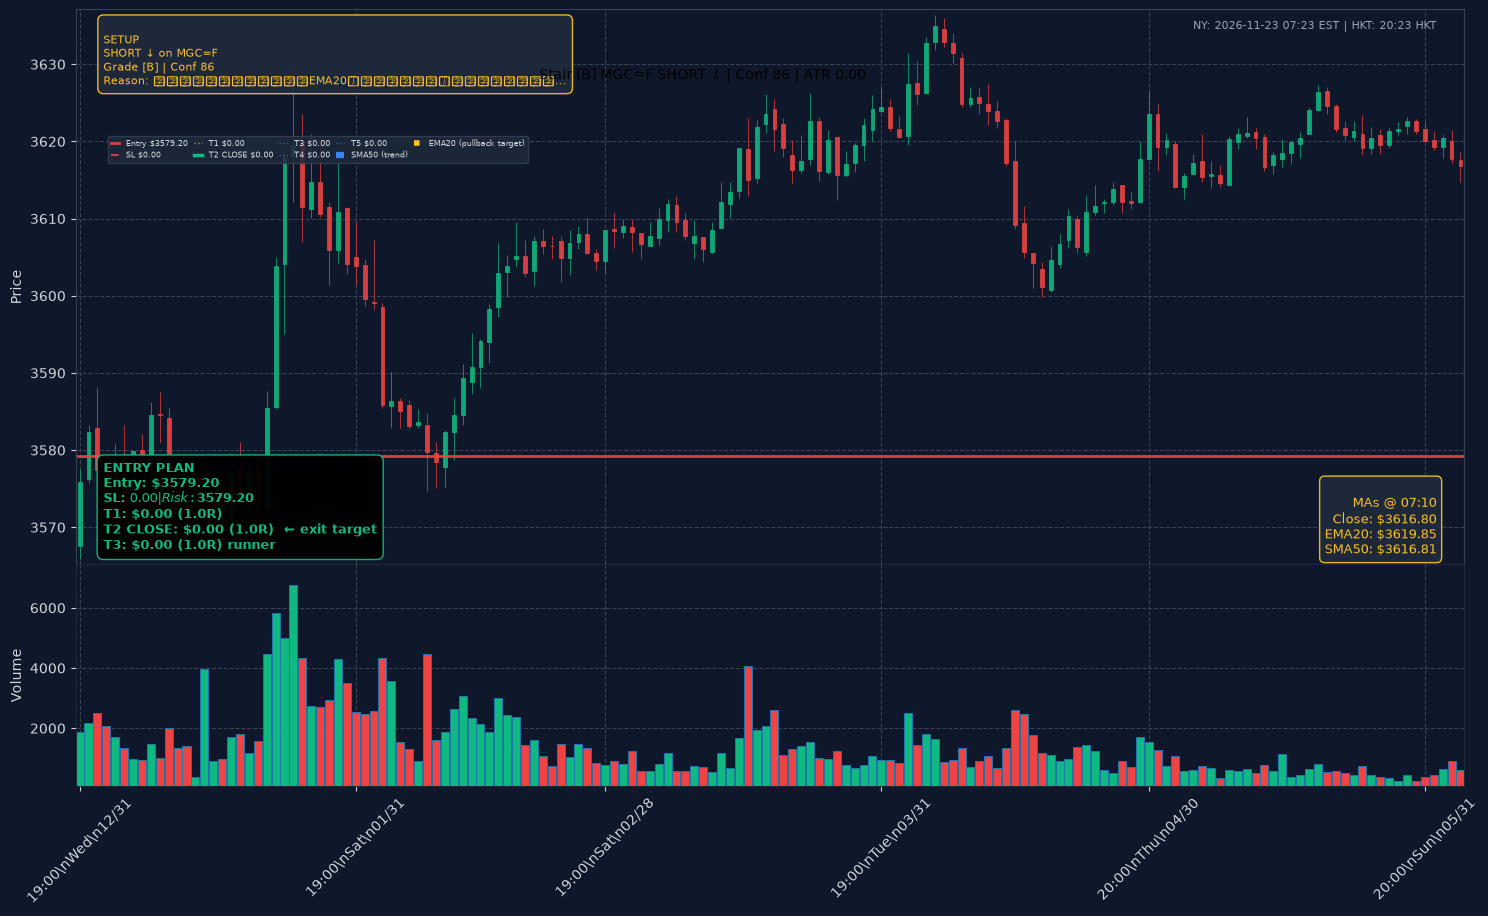 NY: 2026-11-23 07:23 EST | HKT: 20:23 HKT
SETUP
SHORT ↓ on MGC=F
Grade [B] | Conf 86
Reason: EMA20 ...
Stair [B] MGC=F SHORT ↓ | Conf 86 | ATR 0.00
Entry $3579.20 T1 $0.00 T3 $0.00 T5 $0.00 EMA20 (pullback target)
SL $0.00 T2 CLOSE $0.00 T4 $0.00 SMA50 (trend)
Price
3630
3620
3610
3600
3590
3580
3570
ENTRY PLAN
Entry: $3579.20
SL: 0.00|Risk:3579.20
T1: $0.00 (1.0R)
T2 CLOSE: $0.00 (1.0R) ← exit target
T3: $0.00 (1.0R) runner
MAs @ 07:10
Close: $3616.80
EMA20: $3619.85
SMA50: $3616.81
Volume
6000
4000
2000
19:00\nWed\n12/31
19:00\nSat\n01/31
19:00\nSat\n02/28
19:00\nTue\n03/31
20:00\nThu\n04/30
20:00\nSun\n05/31